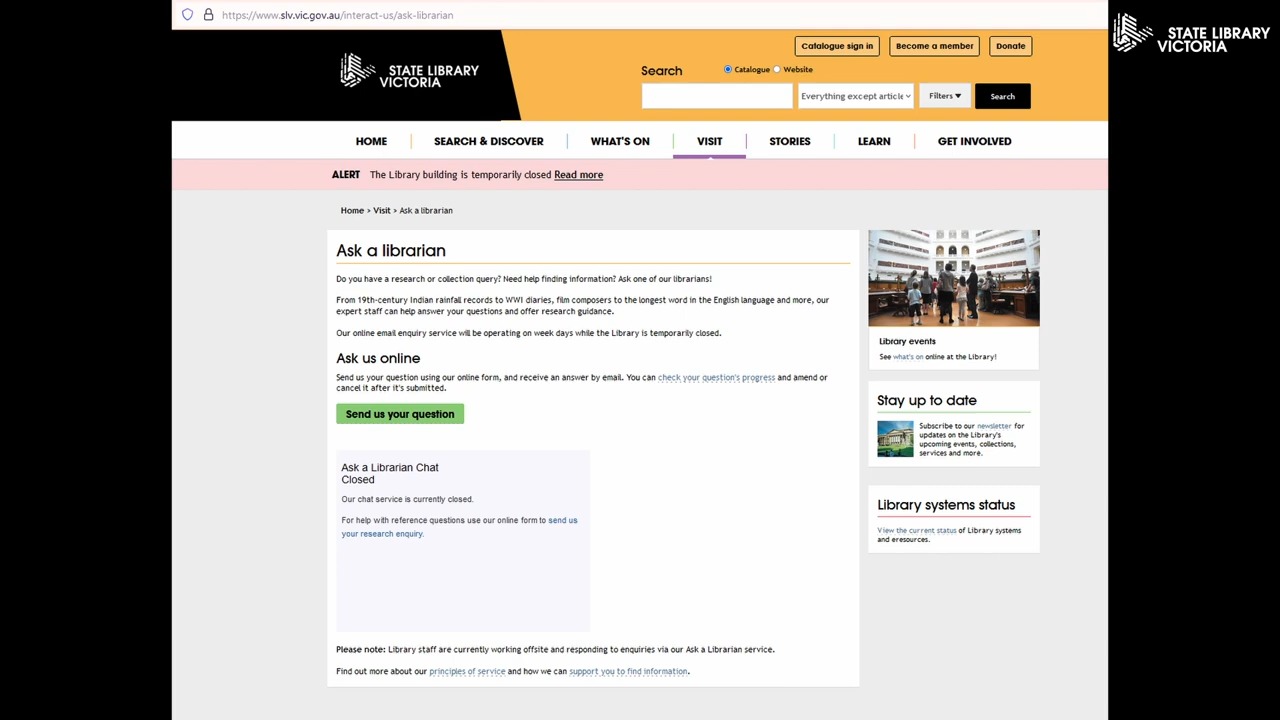 https://www.slv.vic.gov.au/interact-us/ask-librarian
STATE LIBRARY
VICTORIA
STATE LIBRARY
VICTORIA
Catalogue sign in
Become a member
Donate
Search
Catalogue
Website
Everything except article
Filters
Search
HOME
SEARCH & DISCOVER
WHAT'S ON
VISIT
STORIES
LEARN
GET INVOLVED
ALERT The Library building is temporarily closed Read more
Home > Visit > Ask a librarian
Ask a librarian
Do you have a research or collection query? Need help finding information? Ask one of our librarians!
From 19th-century Indian rainfall records to WWI diaries, film composers to the longest word in the English language and more, our
expert staff can help answer your questions and offer research guidance.
Our online email enquiry service will be operating on week days while the Library is temporarily closed.
Ask us online
Send us your question using our online form, and receive an answer by email. You can check your question's progress and amend or
cancel it after it's submitted.
Send us your question
Ask a Librarian Chat
Closed
Our chat service is currently closed.
For help with reference questions use our online form to send us
your research enquiry.
Please note: Library staff are currently working offsite and responding to enquiries via our Ask a Librarian service.
Find out more about our principles of service and how we can support you to find information.
Library events
See what's on online at the Library!
Stay up to date
Subscribe to our newsletter for
updates on the Library's
upcoming events, collections,
services and more.
Library systems status
View the current status of Library systems
and eresources.